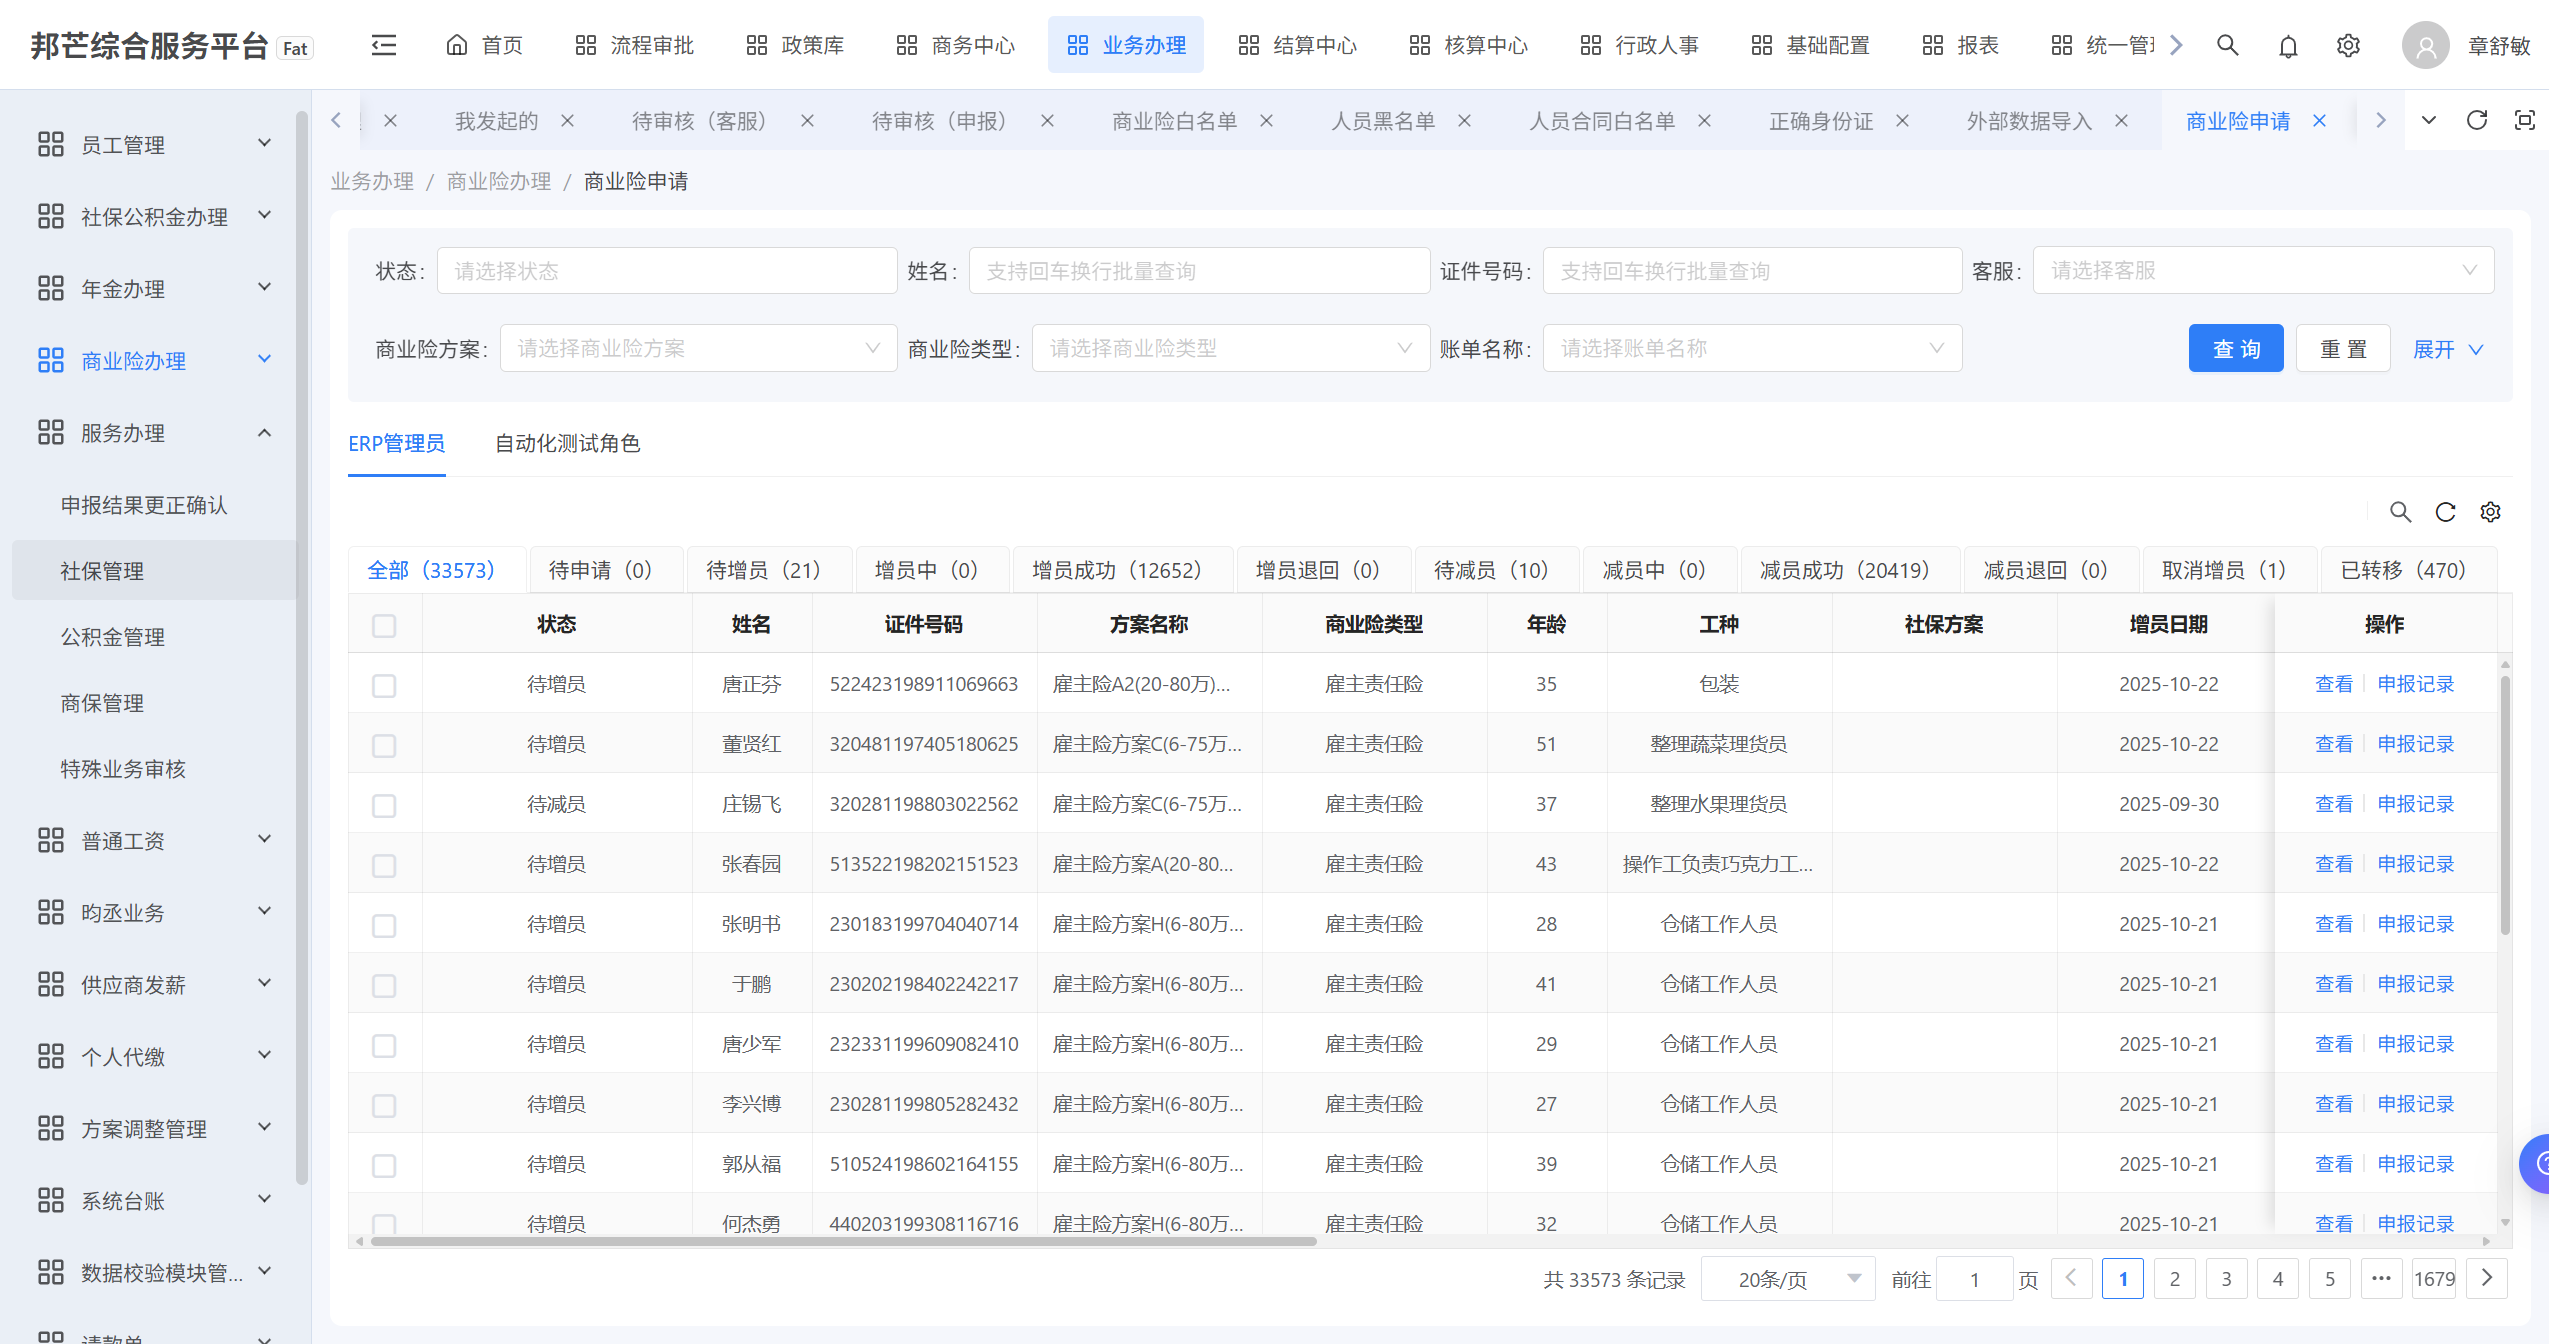 邦芒综合服务平台 Fat
首页 流程审批 政策库 商务中心 业务办理 结算中心 核算中心 行政人事 基础配置 报表 统一管 章舒敏
我发起的 待审核（客服） 待审核（申报） 商业险白名单 人员黑名单 人员合同白名单 正确身份证 外部数据导入 商业险申请
员工管理
社保公积金办理
年金办理
商业险办理
服务办理
申报结果更正确认
社保管理
公积金管理
商保管理
特殊业务审核
普通工资
昀丞业务
供应商发薪
个人代缴
方案调整管理
系统台账
数据校验模块管...
请款单
业务办理 / 商业险办理 / 商业险申请
状态: 请选择状态 姓名: 支持回车换行批量查询 证件号码: 支持回车换行批量查询 客服: 请选择客服
商业险方案: 请选择商业险方案 商业险类型: 请选择商业险类型 账单名称: 请选择账单名称 查 询 重 置 展开
ERP管理员 自动化测试角色
全部（33573） 待申请（0） 待增员（21） 增员中（0） 增员成功（12652） 增员退回（0） 待减员（10） 减员中（0） 减员成功（20419） 减员退回（0） 取消增员（1） 已转移（470）
状态 姓名 证件号码 方案名称 商业险类型 年龄 工种 社保方案 增员日期 操作
待增员 唐正芬 522423198911069663 雇主险A2(20-80万)... 雇主责任险 35 包装 2025-10-22 查看 申报记录
待增员 董贤红 320481197405180625 雇主险方案C(6-75万... 雇主责任险 51 整理蔬菜理货员 2025-10-22 查看 申报记录
待减员 庄锡飞 320281198803022562 雇主险方案C(6-75万... 雇主责任险 37 整理水果理货员 2025-09-30 查看 申报记录
待增员 张春园 513522198202151523 雇主险方案A(20-80... 雇主责任险 43 操作工负责巧克力工... 2025-10-22 查看 申报记录
待增员 张明书 230183199704040714 雇主险方案H(6-80万... 雇主责任险 28 仓储工作人员 2025-10-21 查看 申报记录
待增员 于鹏 230202198402242217 雇主险方案H(6-80万... 雇主责任险 41 仓储工作人员 2025-10-21 查看 申报记录
待增员 唐少军 232331199609082410 雇主险方案H(6-80万... 雇主责任险 29 仓储工作人员 2025-10-21 查看 申报记录
待增员 李兴博 230281199805282432 雇主险方案H(6-80万... 雇主责任险 27 仓储工作人员 2025-10-21 查看 申报记录
待增员 郭从福 510524198602164155 雇主险方案H(6-80万... 雇主责任险 39 仓储工作人员 2025-10-21 查看 申报记录
待增员 何杰勇 440203199308116716 雇主险方案H(6-80万... 雇主责任险 32 仓储工作人员 2025-10-21 查看 申报记录
共 33573 条记录 20条/页 前往 1 页 1 2 3 4 5 ••• 1679